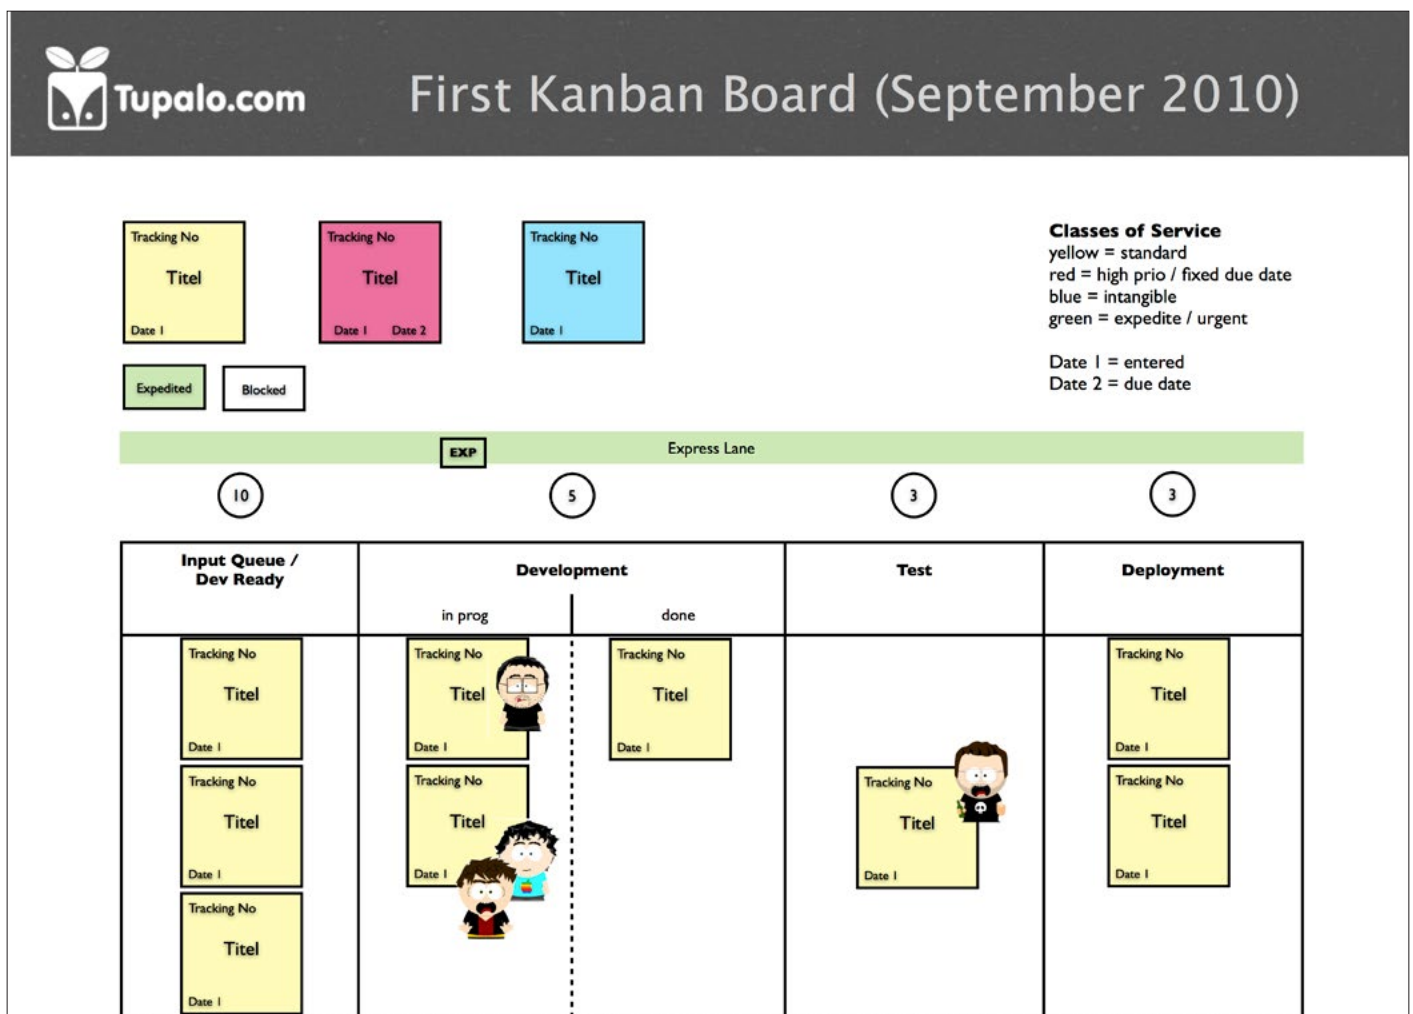 Tupalo.com
First Kanban Board (September 2010)
Tracking No
Titel
Date 1
Tracking No
Titel
Date 1 Date 2
Tracking No
Titel
Date 1
Classes of Service
yellow = standard
red = high prio / fixed due date
blue = intangible
green = expedite / urgent
Date 1 = entered
Date 2 = due date
Expedited
Blocked
EXP
Express Lane
10
5
3
3
Input Queue /
Dev Ready
Development
Test
Deployment
in prog
done
Tracking No
Titel
Date 1
Tracking No
Titel
Date 1
Tracking No
Titel
Date 1
Tracking No
Titel
Date 1
Tracking No
Titel
Date 1
Tracking No
Titel
Date 1
Tracking No
Titel
Date 1
Tracking No
Titel
Date 1
Tracking No
Titel
Date 1